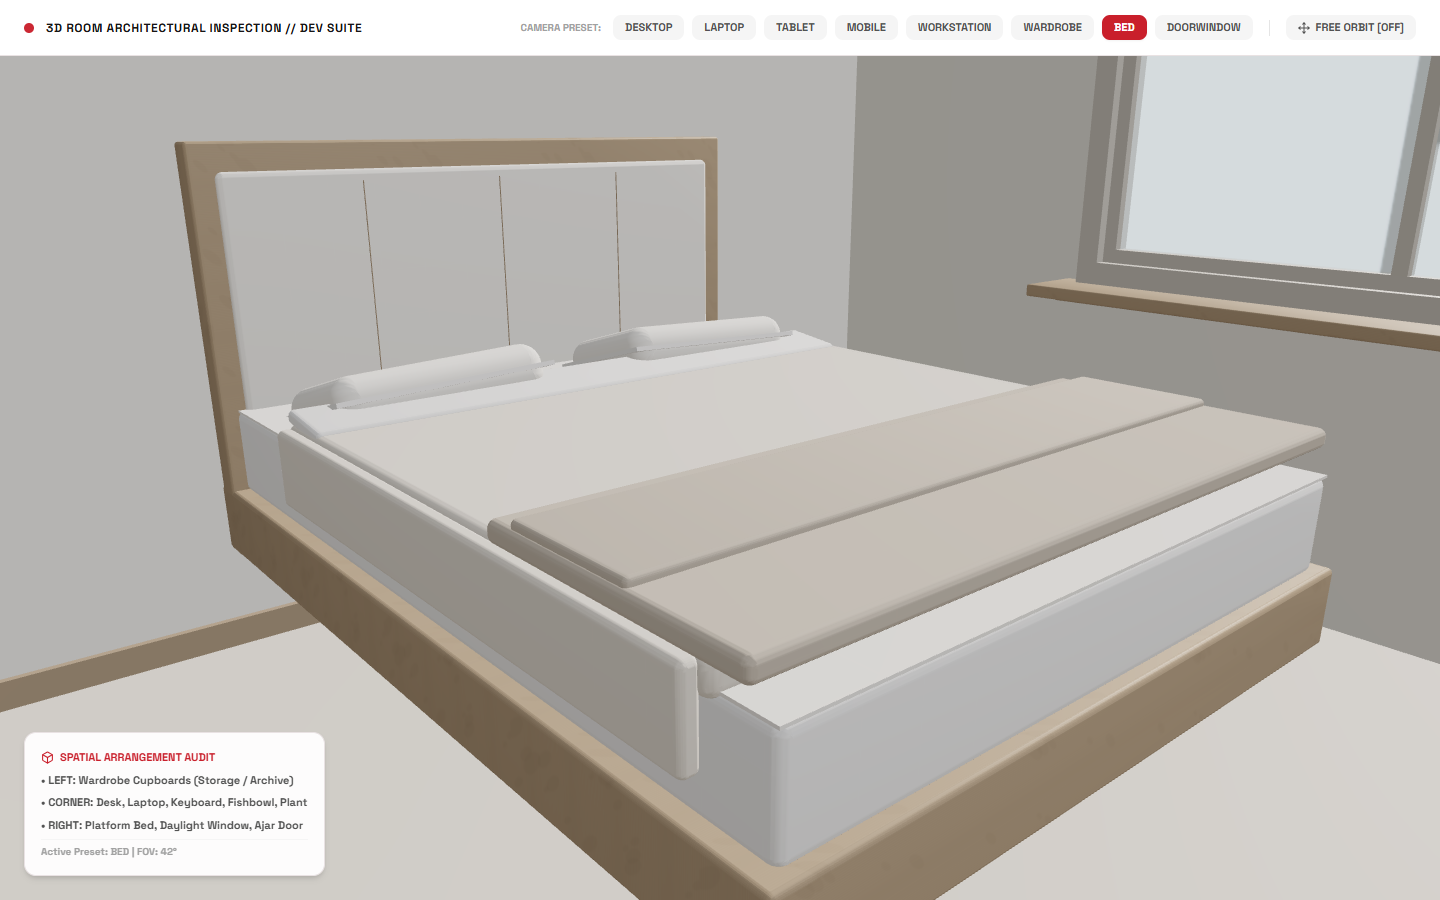 3D ROOM ARCHITECTURAL INSPECTION // DEV SUITE
CAMERA PRESET: DESKTOP LAPTOP TABLET MOBILE WORKSTATION WARDROBE BED DOORWINDOW FREE ORBIT [OFF]
SPATIAL ARRANGEMENT AUDIT
• LEFT: Wardrobe Cupboards (Storage / Archive)
• CORNER: Desk, Laptop, Keyboard, Fishbowl, Plant
• RIGHT: Platform Bed, Daylight Window, Ajar Door
Active Preset: BED | FOV: 42°